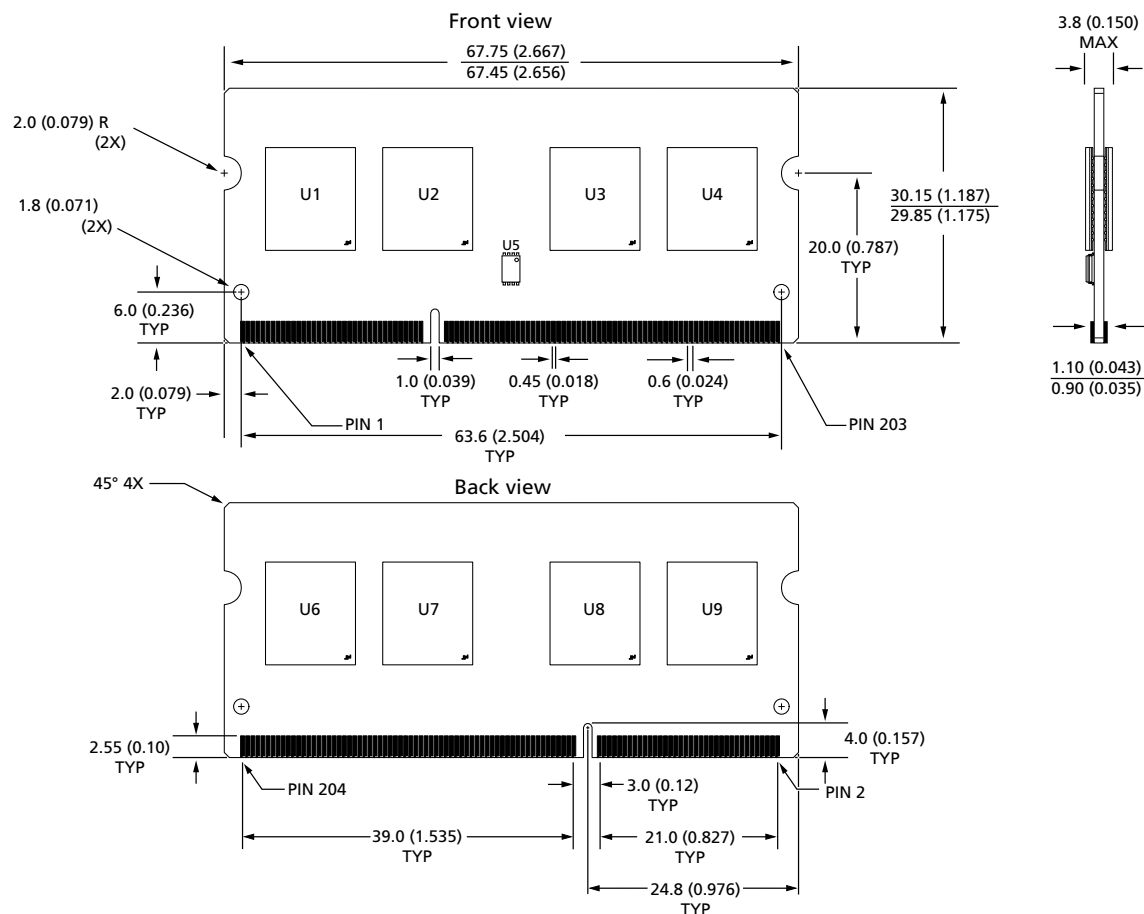 Front view
67.75 (2.667)
67.45 (2.656)
3.8 (0.150)
MAX
2.0 (0.079) R
(2X)
U1
U2
U3
U4
1.8 (0.071)
(2X)
U5
30.15 (1.187)
29.85 (1.175)
20.0 (0.787)
TYP
6.0 (0.236)
TYP
1.0 (0.039)
TYP
0.45 (0.018)
TYP
0.6 (0.024)
TYP
1.10 (0.043)
0.90 (0.035)
2.0 (0.079)
TYP
PIN 1
63.6 (2.504)
TYP
PIN 203
45° 4X
Back view
U6
U7
U8
U9
2.55 (0.10)
TYP
4.0 (0.157)
TYP
PIN 204
3.0 (0.12)
TYP
PIN 2
39.0 (1.535)
TYP
21.0 (0.827)
TYP
24.8 (0.976)
TYP